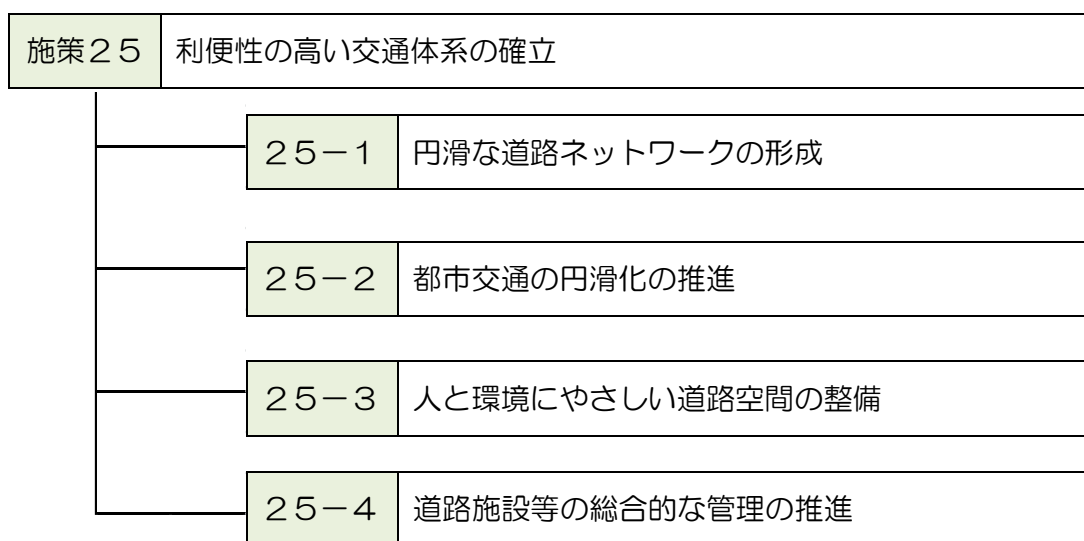 施策２５ 利便性の高い交通体系の確立
２５－１ 円滑な道路ネットワークの形成
２５－２ 都市交通の円滑化の推進
２５－３ 人と環境にやさしい道路空間の整備
２５－４ 道路施設等の総合的な管理の推進